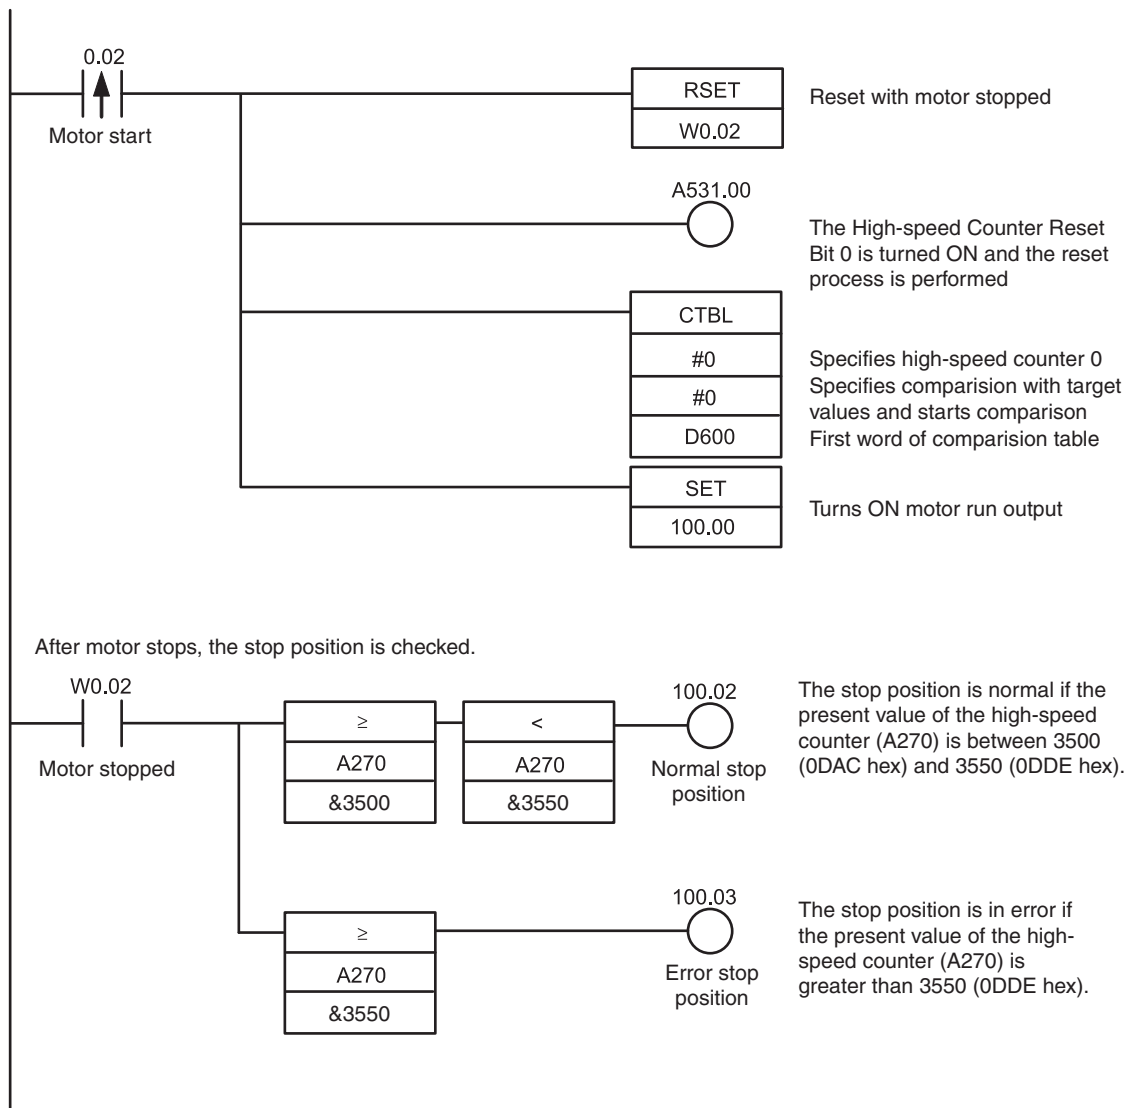 0.02
Motor start
RSET
W0.02
Reset with motor stopped
A531.00
The High-speed Counter Reset
Bit 0 is turned ON and the reset
process is performed
CTBL
#0
#0
D600
Specifies high-speed counter 0
Specifies comparision with target
values and starts comparison
First word of comparision table
SET
100.00
Turns ON motor run output
After motor stops, the stop position is checked.
W0.02
Motor stopped
≥
A270
&3500
<
A270
&3550
100.02
Normal stop
position
The stop position is normal if the
present value of the high-speed
counter (A270) is between 3500
(0DAC hex) and 3550 (0DDE hex).
≥
A270
&3550
100.03
Error stop
position
The stop position is in error if
the present value of the high-
speed counter (A270) is
greater than 3550 (0DDE hex).